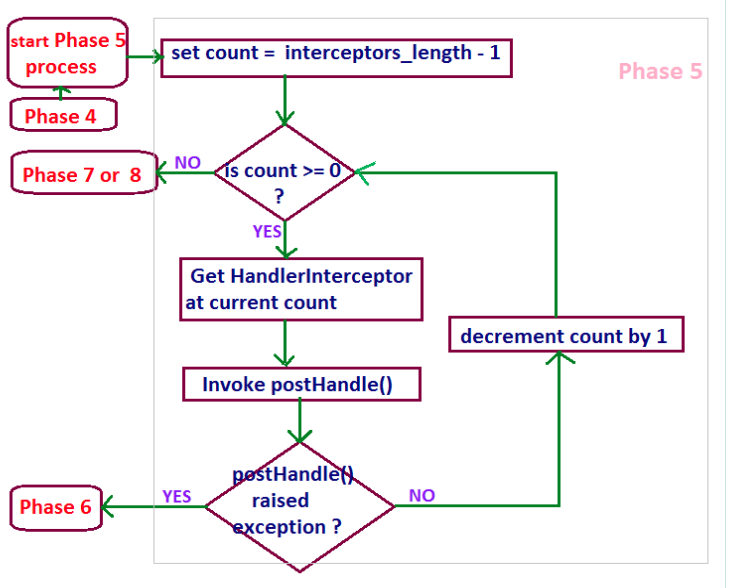 start Phase 5
process
set count = interceptors_length - 1
Phase 5
Phase 4
NO
is count >= 0
?
Phase 7 or 8
YES
Get HandlerInterceptor
at current count
decrement count by 1
Invoke postHandle()
postHandle()
raised
exception ?
YES
NO
Phase 6